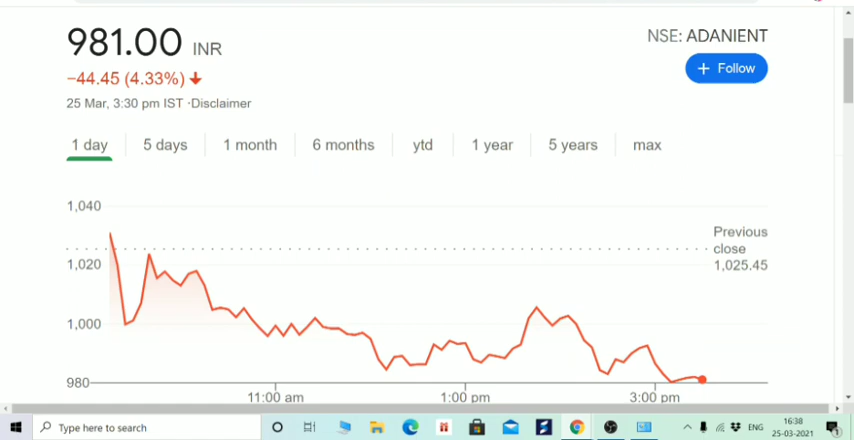 981.00 INR
NSE: ADANIENT
−44.45 (4.33%)
+ Follow
25 Mar, 3:30 pm IST ·Disclaimer
1 day 5 days 1 month 6 months ytd 1 year 5 years max
1,040
Previous
close
1,025.45
1,020
1,000
980
11:00 am 1:00 pm 3:00 pm
Type here to search
ENG
16:38
25-03-2021